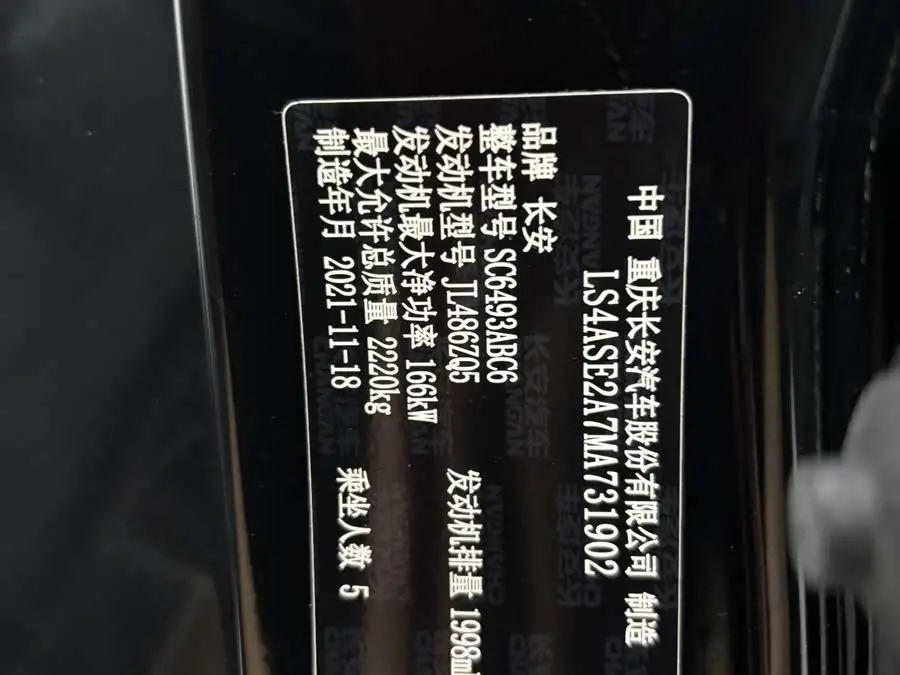 中国 重庆长安汽车股份有限公司 制造
LS4ASE2A7MA731902
品牌 长安
整车型号 SC6493ABC6
发动机型号 JL486ZQ5 发动机排量 1998ml
发动机最大净功率 166kW
最大允许总质量 2220kg 乘坐人数 5
制造年月 2021-11-18